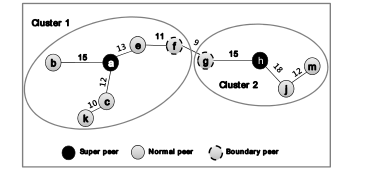 Cluster 1
b
15
a
13
e
11
f
9
g
15
h
18
j
12
m
12
c
10
k
Cluster 2
Super peer
Normal peer
Boundary peer